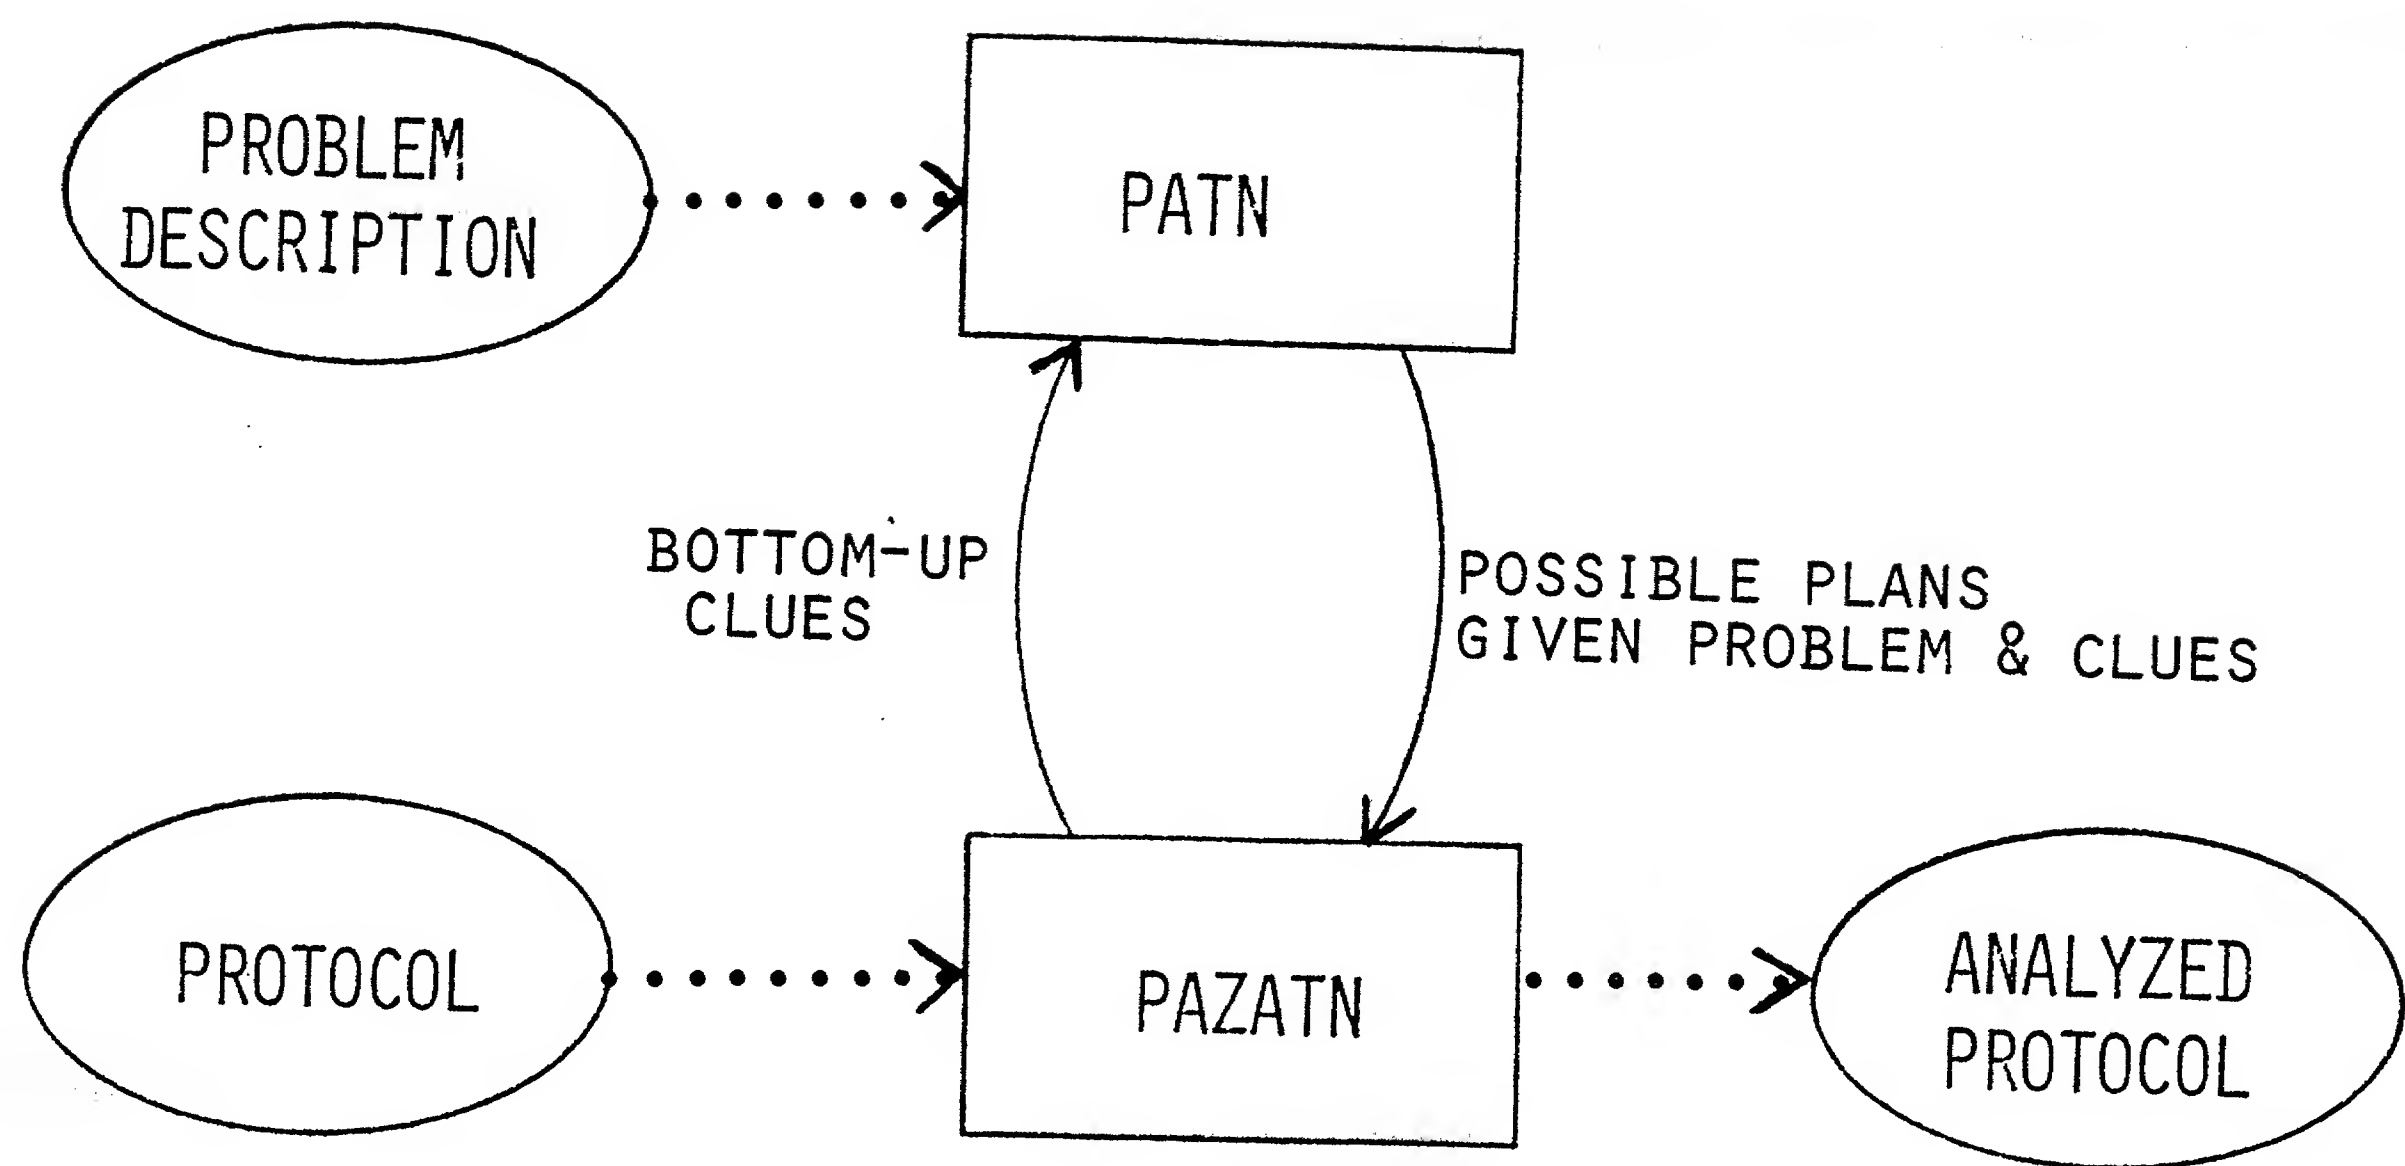 PROBLEM
DESCRIPTION
PATN
BOTTOM-UP
CLUES
POSSIBLE PLANS
GIVEN PROBLEM & CLUES
PROTOCOL
PAZATN
ANALYZED
PROTOCOL